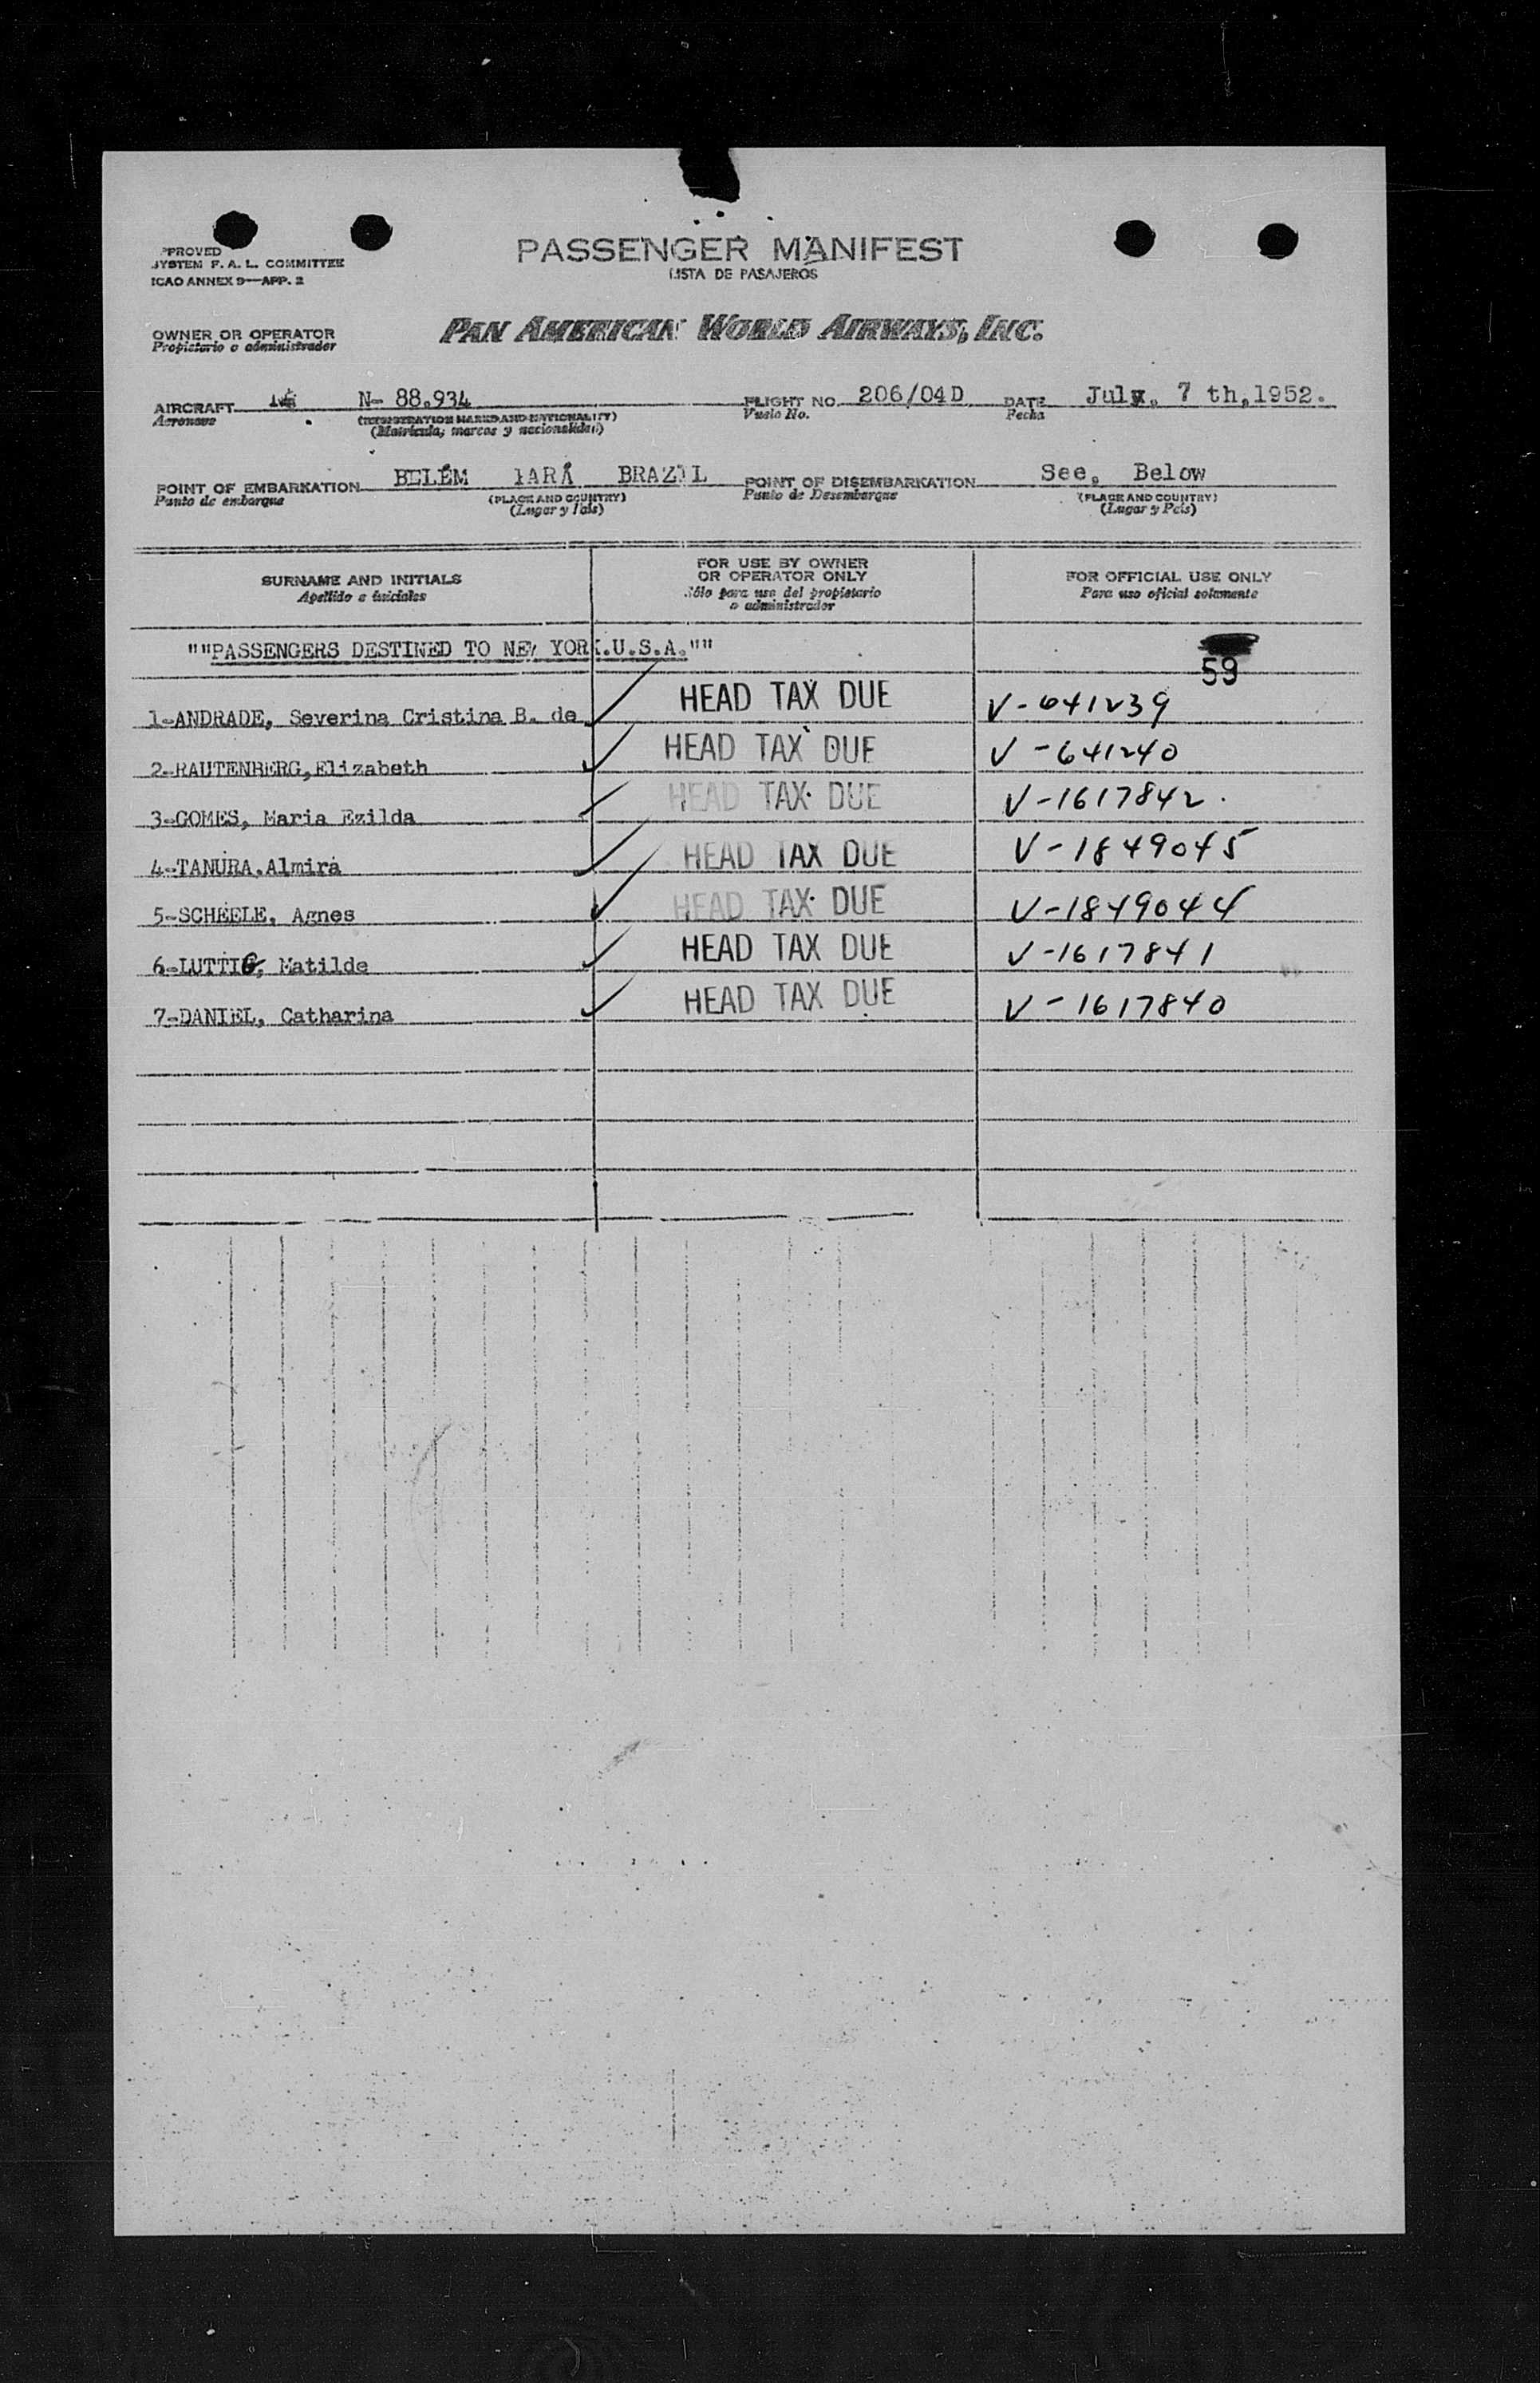 PASSENGER MANIFEST
LISTA DE PASAJEROS
PPROVED
SYSTEM F. A. L. COMMITTEE
ICAO ANNEX 9—APP. 2
OWNER OR OPERATOR
Propietario o administrador
PAN AMERICAN WORLD AIRWAYS, INC.
AIRCRAFT N- 88.934 FLIGHT NO. 206/04D DATE July. 7 th,1952.
Aeronave (REGISTRATION MARKS AND NATIONALITY) Vuelo No. Fecha
(Matrícula, marcas y nacionalidad)
POINT OF EMBARKATION BELÉM PARÁ BRAZIL POINT OF DISEMBARKATION See, Below
Punto de embarque (PLACE AND COUNTRY) Punto de Desembarque (PLACE AND COUNTRY)
(Lugar y País) (Lugar y País)
SURNAME AND INITIALS
Apellido e iniciales
FOR USE BY OWNER
OR OPERATOR ONLY
Sólo para uso del propietario
o administrador
FOR OFFICIAL USE ONLY
Para uso oficial solamente
""PASSENGERS DESTINED TO NEW YORK.U.S.A.""
59
1-ANDRADE, Severina Cristina B. de HEAD TAX DUE V-641239
2-RAUTENBERG,Elizabeth HEAD TAX DUE V-641240
3-GOMES, Maria Ezilda HEAD TAX DUE V-1617842.
4-TANURA.Almira HEAD TAX DUE V-1849045
5-SCHEELE, Agnes HEAD TAX DUE V-1849044
6-LUTTIG, Matilde HEAD TAX DUE V-1617841
7-DANIEL, Catharina HEAD TAX DUE V-1617840